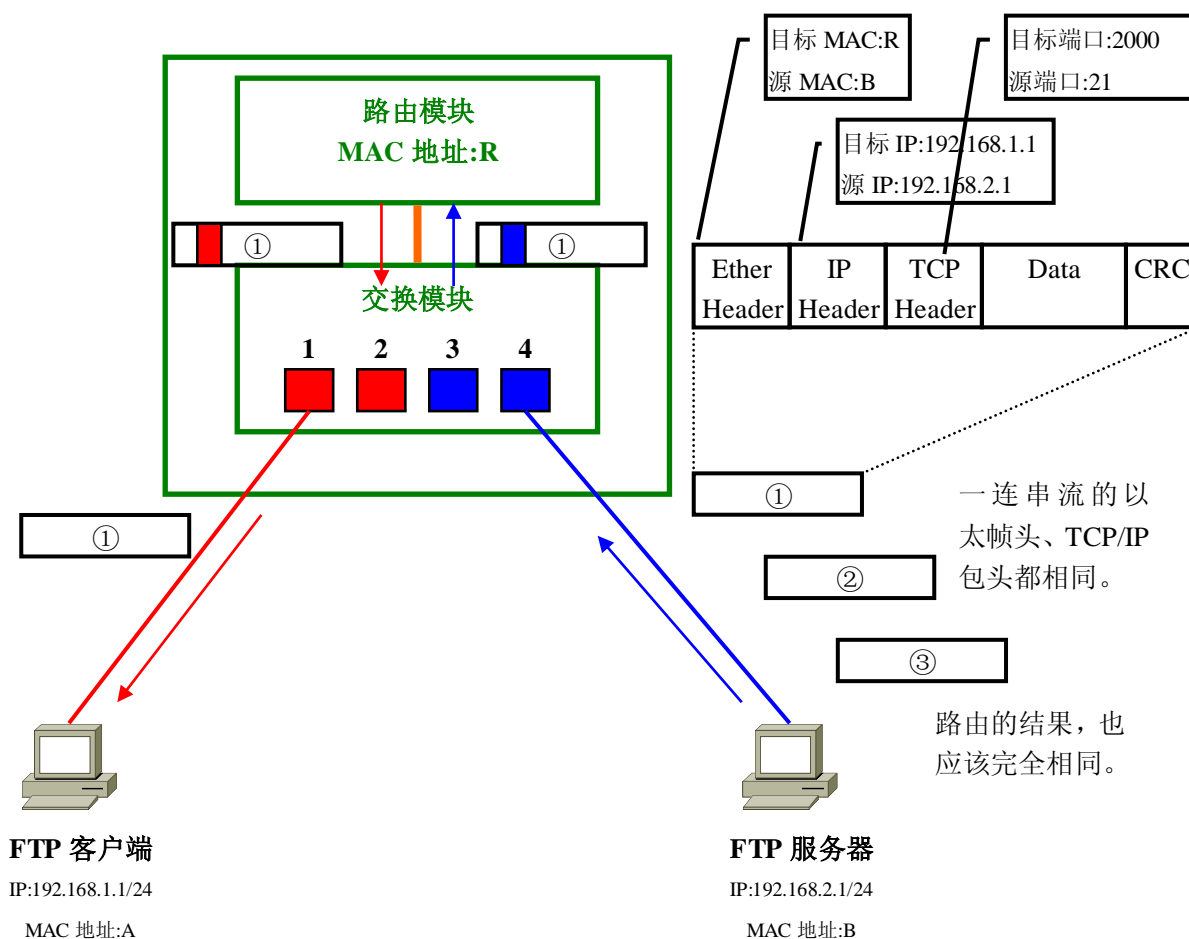 目标 MAC:R
源 MAC:B
目标端口:2000
源端口:21
目标 IP:192.168.1.1
源 IP:192.168.2.1
路由模块
MAC 地址:R
①
①
交换模块
1 2 3 4
Ether Header
IP Header
TCP Header
Data
CRC
①
①
②
③
一连串流的以
太帧头、TCP/IP
包头都相同。
路由的结果，也
应该完全相同。
FTP 客户端
IP:192.168.1.1/24
MAC 地址:A
FTP 服务器
IP:192.168.2.1/24
MAC 地址:B